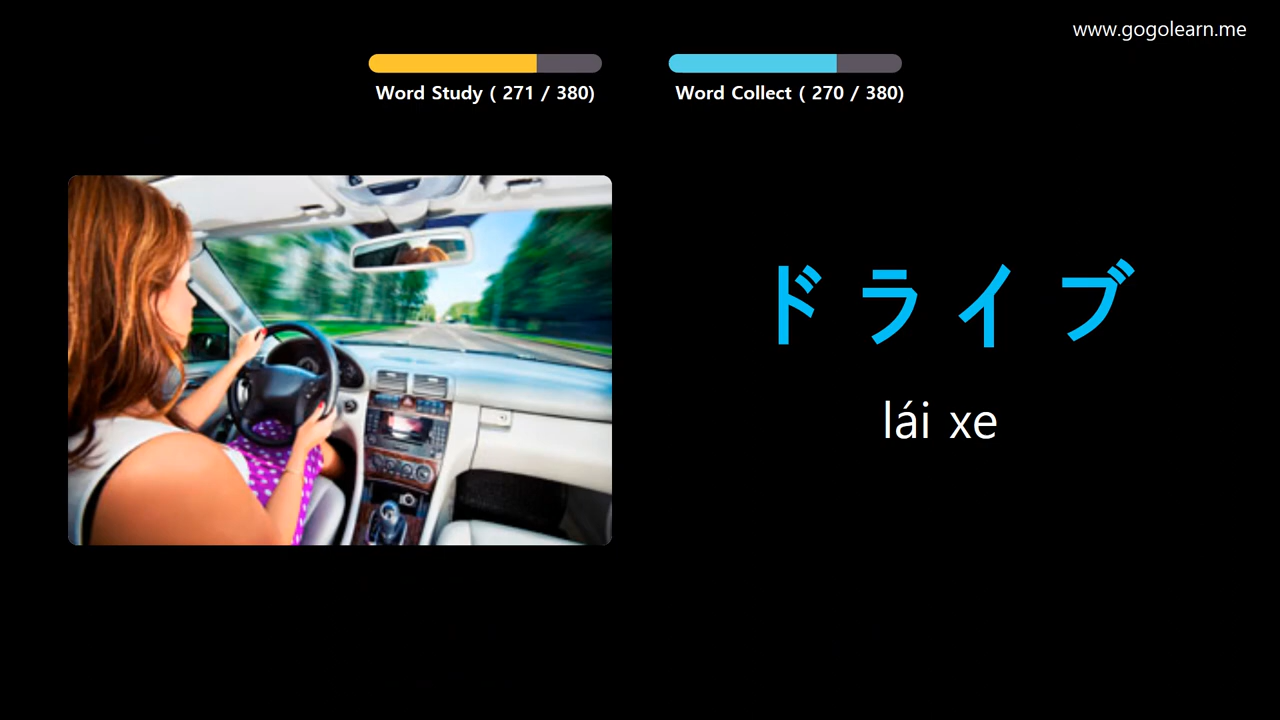 www.gogolearn.me
Word Study ( 271 / 380)
Word Collect ( 270 / 380)
ドライブ
lái xe